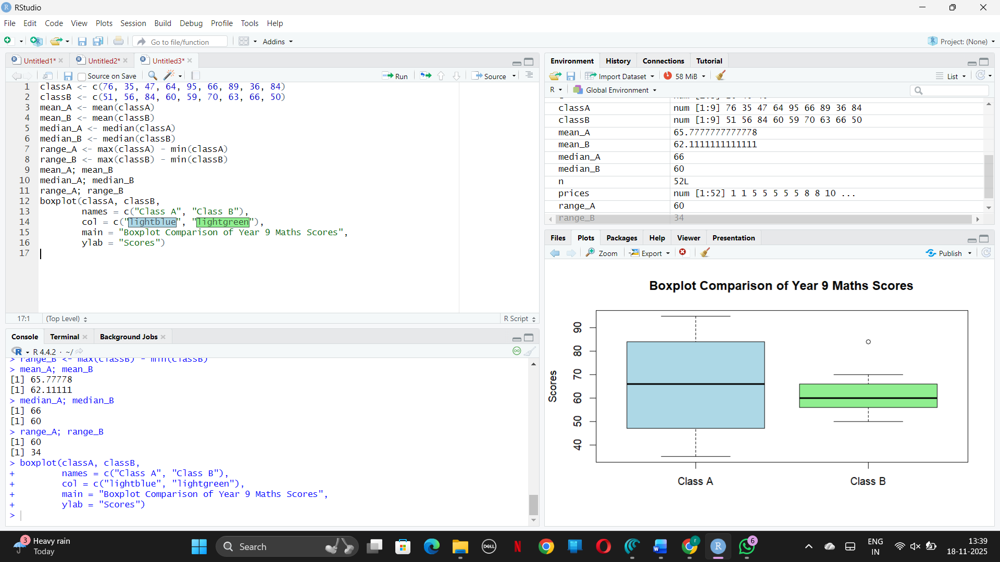 RStudio
File Edit Code View Plots Session Build Debug Profile Tools Help
Go to file/function Addins Project: (None)
Untitled1* Untitled2* Untitled3*
Source on Save Run Source
1 classA <- c(76, 35, 47, 64, 95, 66, 89, 36, 84)
2 classB <- c(51, 56, 84, 60, 59, 70, 63, 66, 50)
3 mean_A <- mean(classA)
4 mean_B <- mean(classB)
5 median_A <- median(classA)
6 median_B <- median(classB)
7 range_A <- max(classA) - min(classA)
8 range_B <- max(classB) - min(classB)
9 mean_A; mean_B
10 median_A; median_B
11 range_A; range_B
12 boxplot(classA, classB,
13 names = c("Class A", "Class B"),
14 col = c("lightblue", "lightgreen"),
15 main = "Boxplot Comparison of Year 9 Maths Scores",
16 ylab = "Scores")
17
17:1 (Top Level) R Script
Console Terminal Background Jobs
R 4.4.2 · ~/
> range_B <- max(classB) - min(classB)
> mean_A; mean_B
[1] 65.77778
[1] 62.11111
> median_A; median_B
[1] 66
[1] 60
> range_A; range_B
[1] 60
[1] 34
> boxplot(classA, classB,
+ names = c("Class A", "Class B"),
+ col = c("lightblue", "lightgreen"),
+ main = "Boxplot Comparison of Year 9 Maths Scores",
+ ylab = "Scores")
>
Environment History Connections Tutorial
Import Dataset 58 MiB List
R Global Environment
classA num [1:9] 76 35 47 64 95 66 89 36 84
classB num [1:9] 51 56 84 60 59 70 63 66 50
mean_A 65.7777777777778
mean_B 62.1111111111111
median_A 66
median_B 60
n 52L
prices num [1:52] 1 1 5 5 5 5 5 8 8 10 ...
range_A 60
range_B 34
Files Plots Packages Help Viewer Presentation
Zoom Export Publish
Boxplot Comparison of Year 9 Maths Scores
Scores
90
80
70
60
50
40
Class A Class B
3 Heavy rain
Today
Search
DELL
N
W
r
R
6
ENG
IN
13:39
18-11-2025